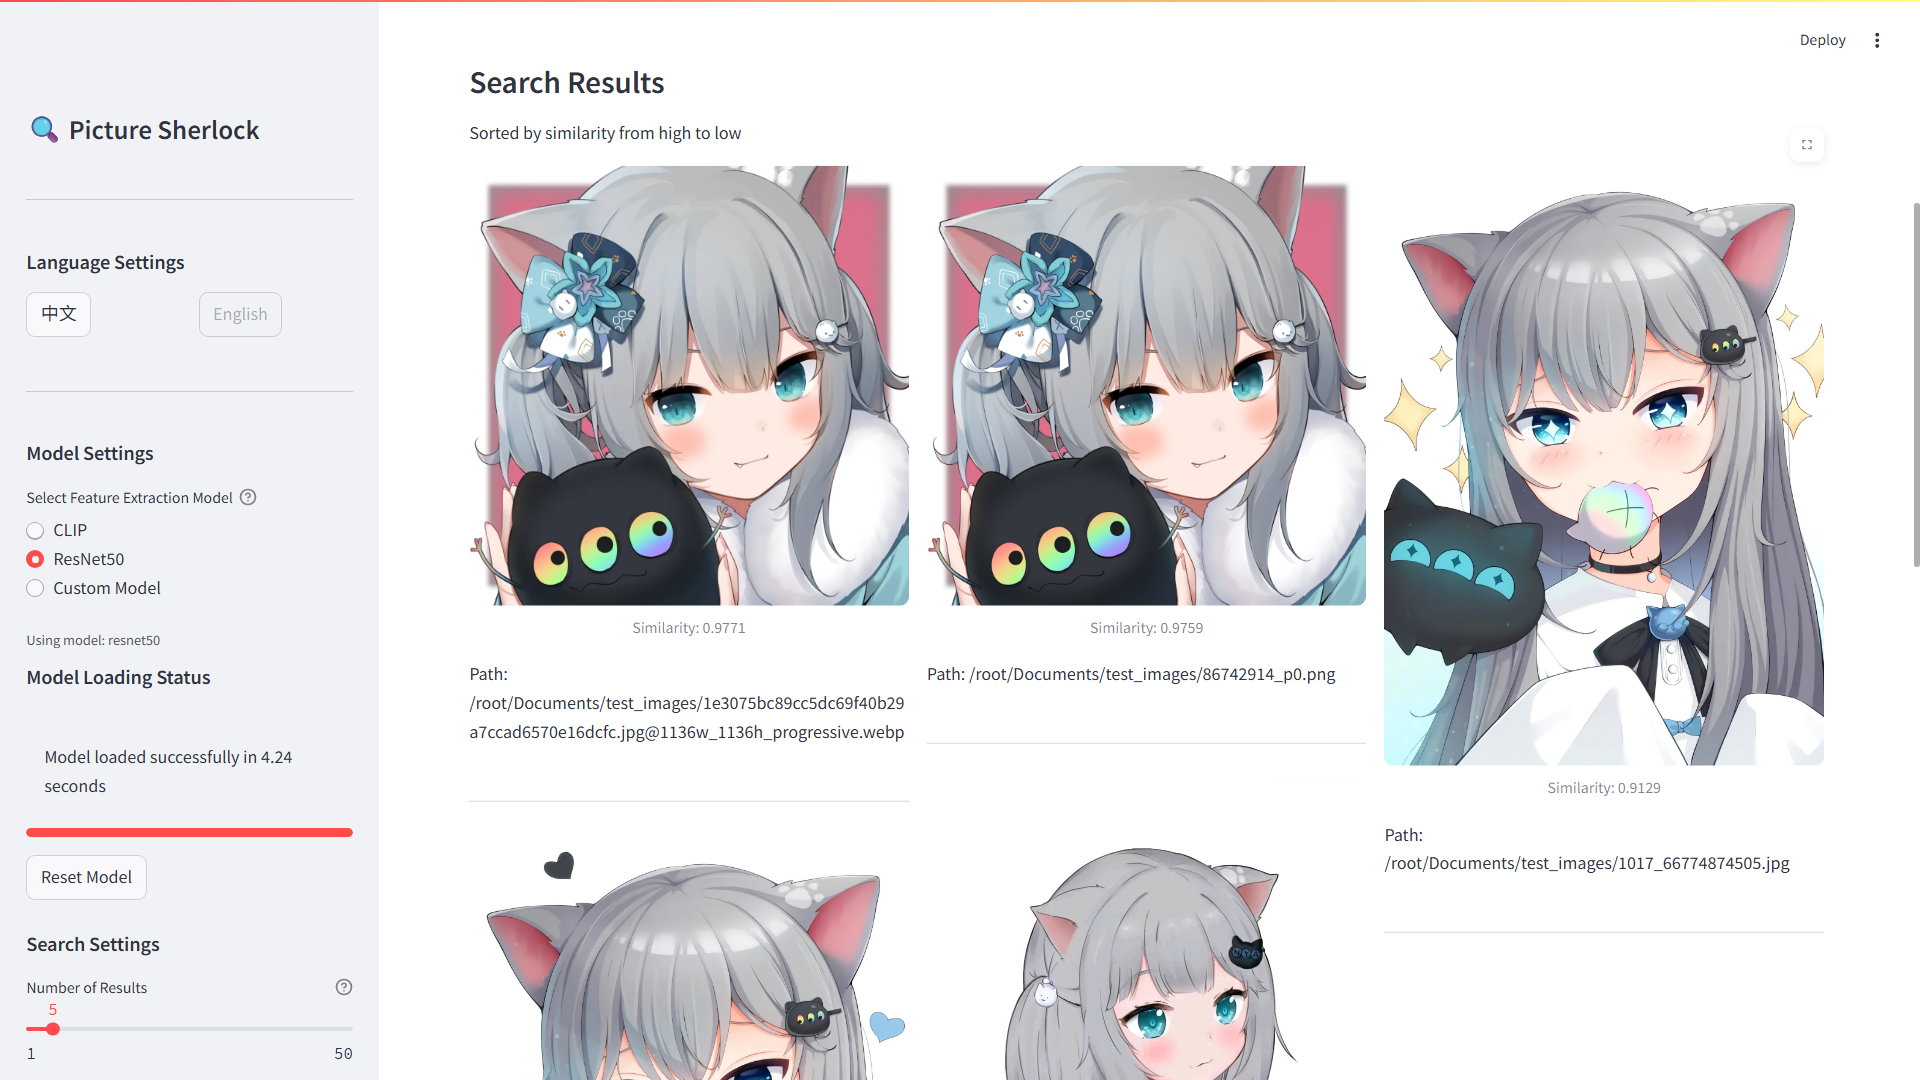 Deploy
Picture Sherlock
Language Settings
中文
English
Model Settings
Select Feature Extraction Model
CLIP
ResNet50
Custom Model
Using model: resnet50
Model Loading Status
Model loaded successfully in 4.24
seconds
Reset Model
Search Settings
Number of Results
5
1
50
Search Results
Sorted by similarity from high to low
Similarity: 0.9771
Path:
/root/Documents/test_images/1e3075bc89cc5dc69f40b29
a7ccad6570e16dcfc.jpg@1136w_1136h_progressive.webp
Similarity: 0.9759
Path: /root/Documents/test_images/86742914_p0.png
Similarity: 0.9129
Path:
/root/Documents/test_images/1017_66774874505.jpg
NYA